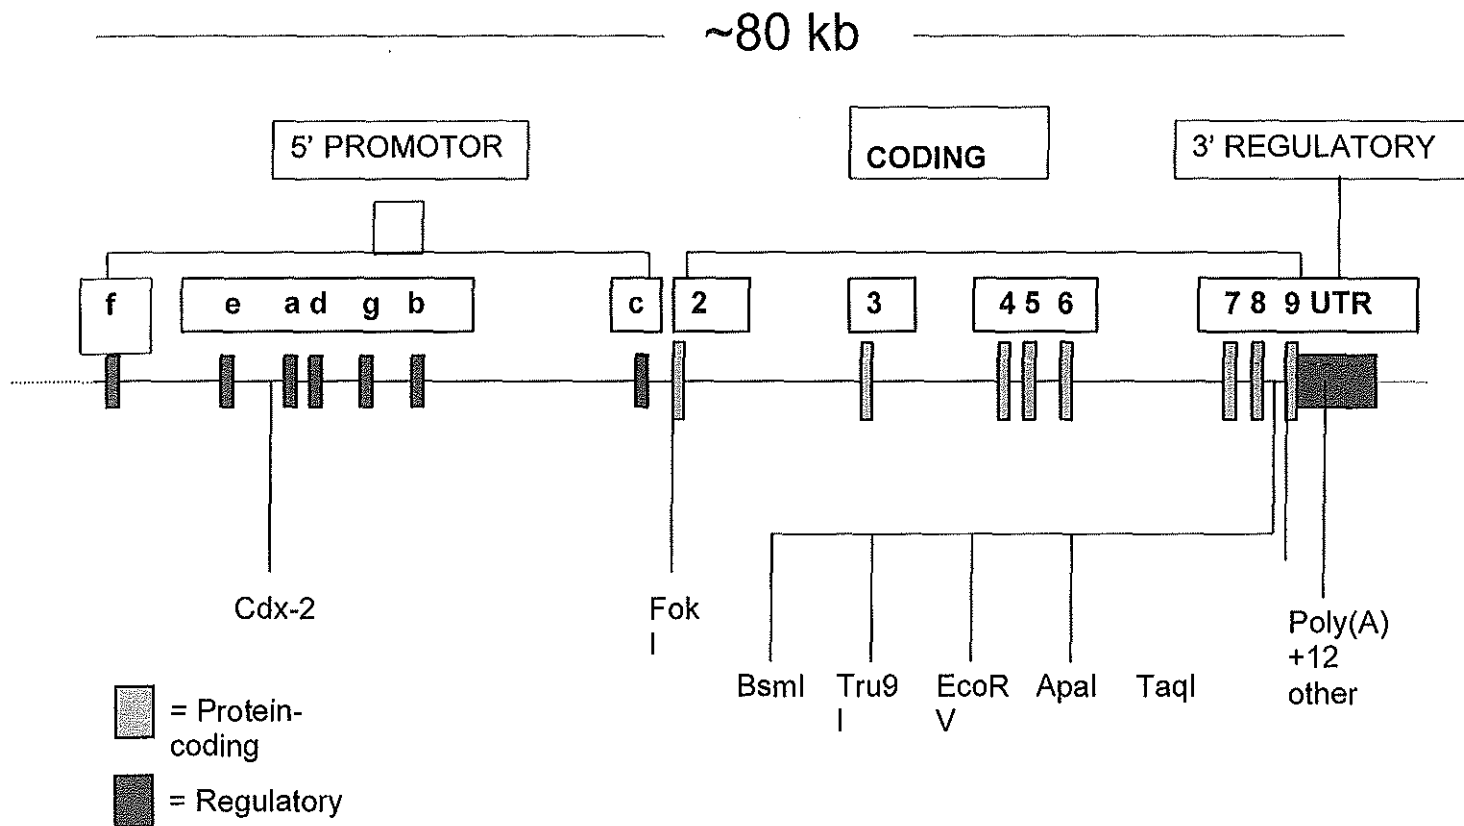 ~80 kb
5' PROMOTOR
CODING
3' REGULATORY
f
e a d g b
c
2
3
4 5 6
7 8 9 UTR
Cdx-2
Fok
I
BsmI
Tru9
I
EcoR
V
ApaI
TaqI
Poly(A)
+12
other
= Protein-
coding
= Regulatory